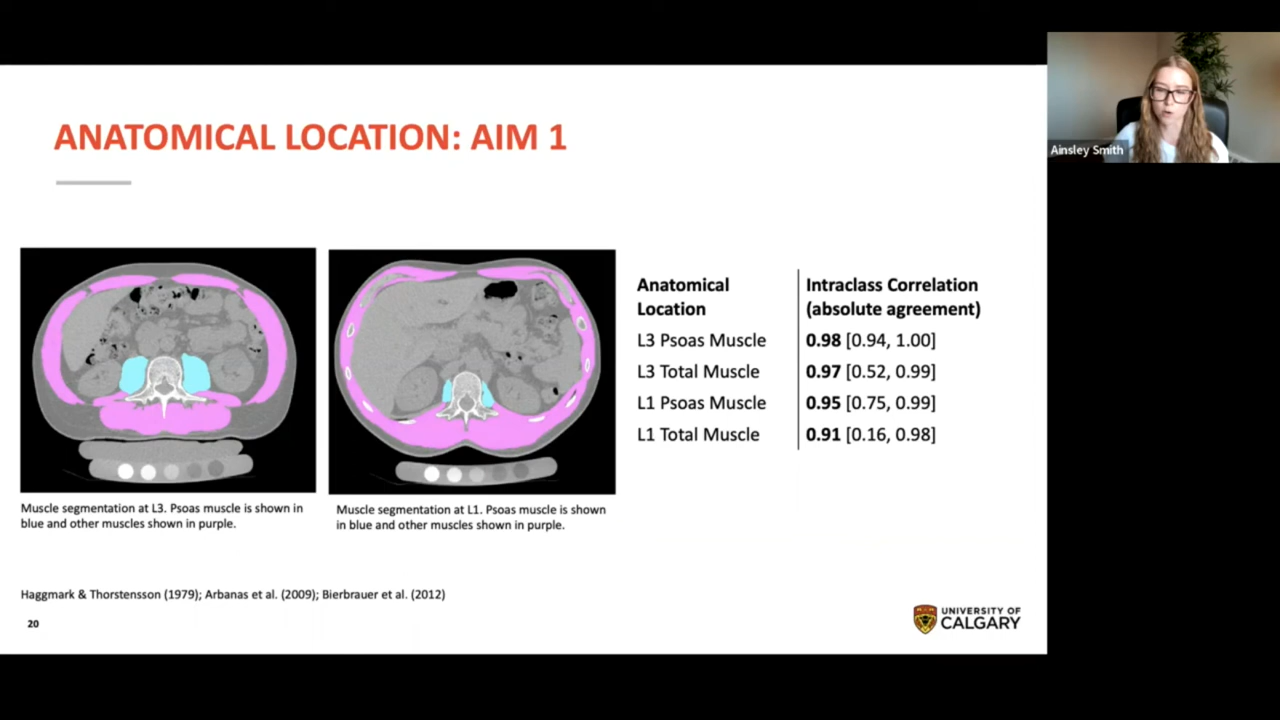 ANATOMICAL LOCATION: AIM 1
Ainsley Smith
Anatomical
Location
Intraclass Correlation
(absolute agreement)
L3 Psoas Muscle 0.98 [0.94, 1.00]
L3 Total Muscle 0.97 [0.52, 0.99]
L1 Psoas Muscle 0.95 [0.75, 0.99]
L1 Total Muscle 0.91 [0.16, 0.98]
Muscle segmentation at L3. Psoas muscle is shown in
blue and other muscles shown in purple.
Muscle segmentation at L1. Psoas muscle is shown
in blue and other muscles shown in purple.
Haggmark & Thorstensson (1979); Arbanas et al. (2009); Bierbrauer et al. (2012)
20
UNIVERSITY OF
CALGARY